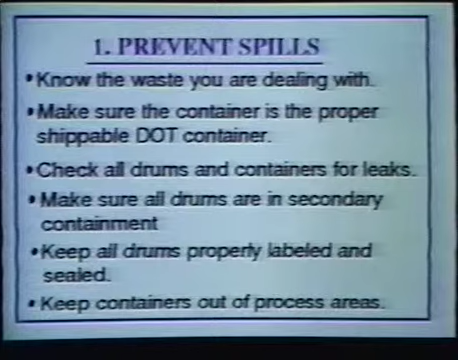 1. PREVENT SPILLS
•Know the waste you are dealing with.
•Make sure the container is the proper
shippable DOT container.
•Check all drums and containers for leaks.
•Make sure all drums are in secondary
containment
•Keep all drums properly labeled and
sealed.
•Keep containers out of process areas.